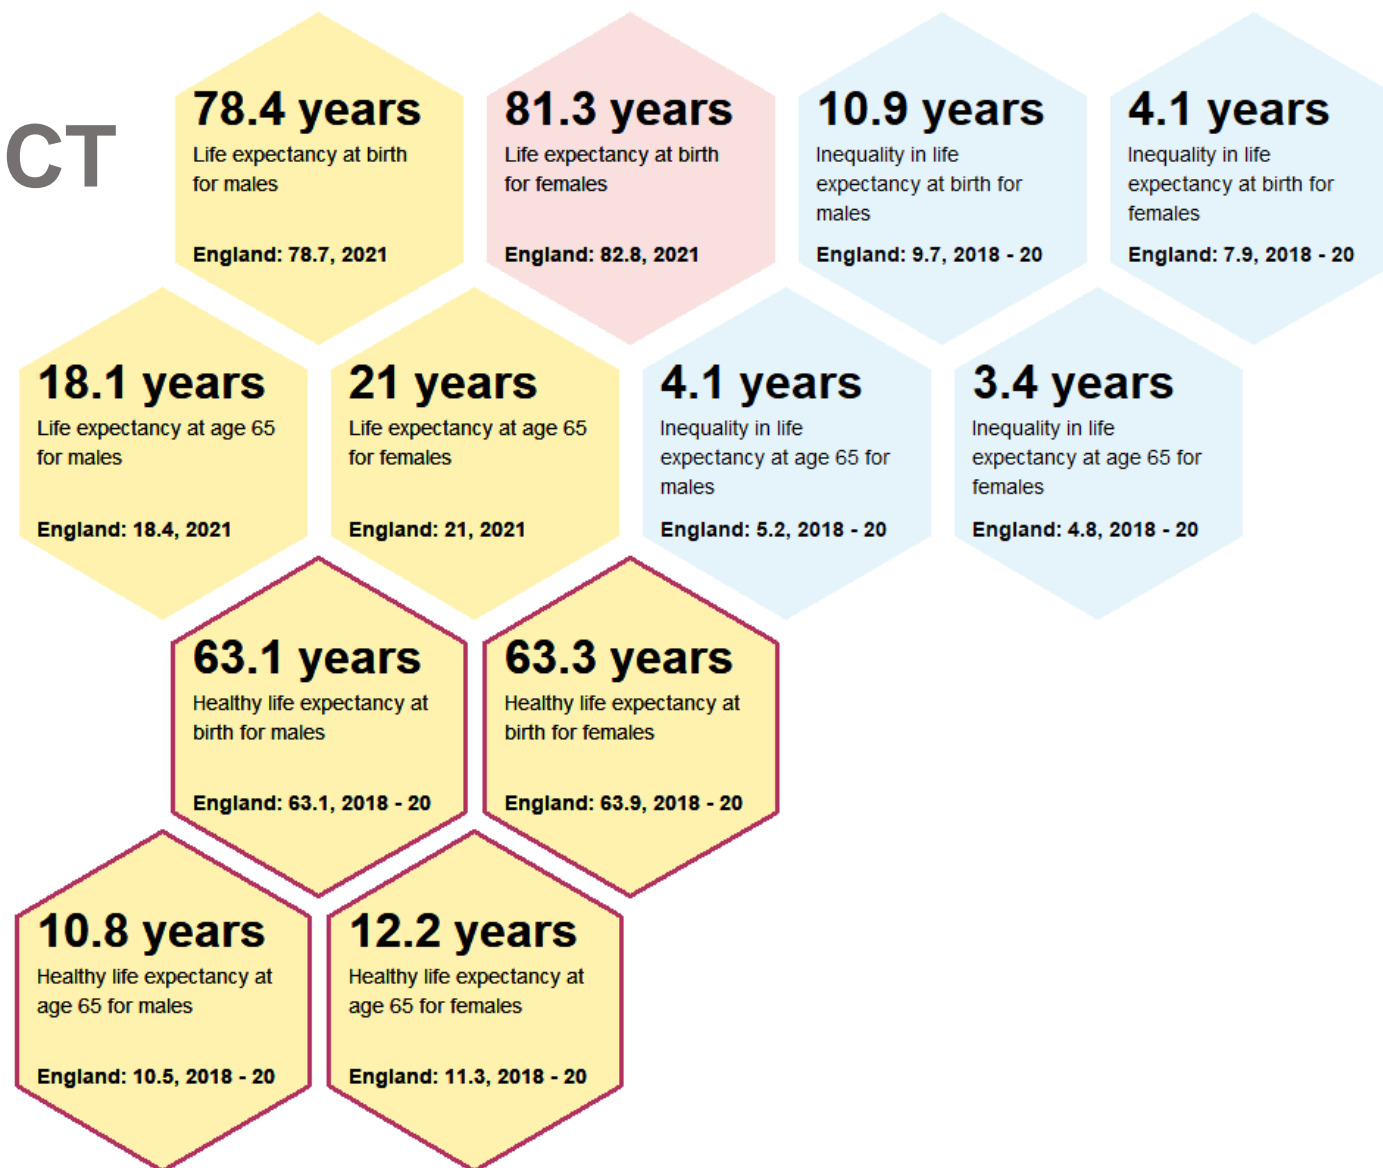 CT
78.4 years
Life expectancy at birth
for males
England: 78.7, 2021
81.3 years
Life expectancy at birth
for females
England: 82.8, 2021
10.9 years
Inequality in life
expectancy at birth for
males
England: 9.7, 2018 - 20
4.1 years
Inequality in life
expectancy at birth for
females
England: 7.9, 2018 - 20
18.1 years
Life expectancy at age 65
for males
England: 18.4, 2021
21 years
Life expectancy at age 65
for females
England: 21, 2021
4.1 years
Inequality in life
expectancy at age 65 for
males
England: 5.2, 2018 - 20
3.4 years
Inequality in life
expectancy at age 65 for
females
England: 4.8, 2018 - 20
63.1 years
Healthy life expectancy at
birth for males
England: 63.1, 2018 - 20
63.3 years
Healthy life expectancy at
birth for females
England: 63.9, 2018 - 20
10.8 years
Healthy life expectancy at
age 65 for males
England: 10.5, 2018 - 20
12.2 years
Healthy life expectancy at
age 65 for females
England: 11.3, 2018 - 20